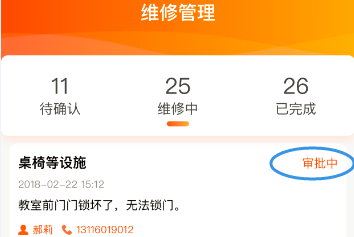 维修管理
11 25 26
待确认 维修中 已完成
桌椅等设施 审批中
2018-02-22 15:12
教室前门门锁坏了，无法锁门。
郝莉 13116019012